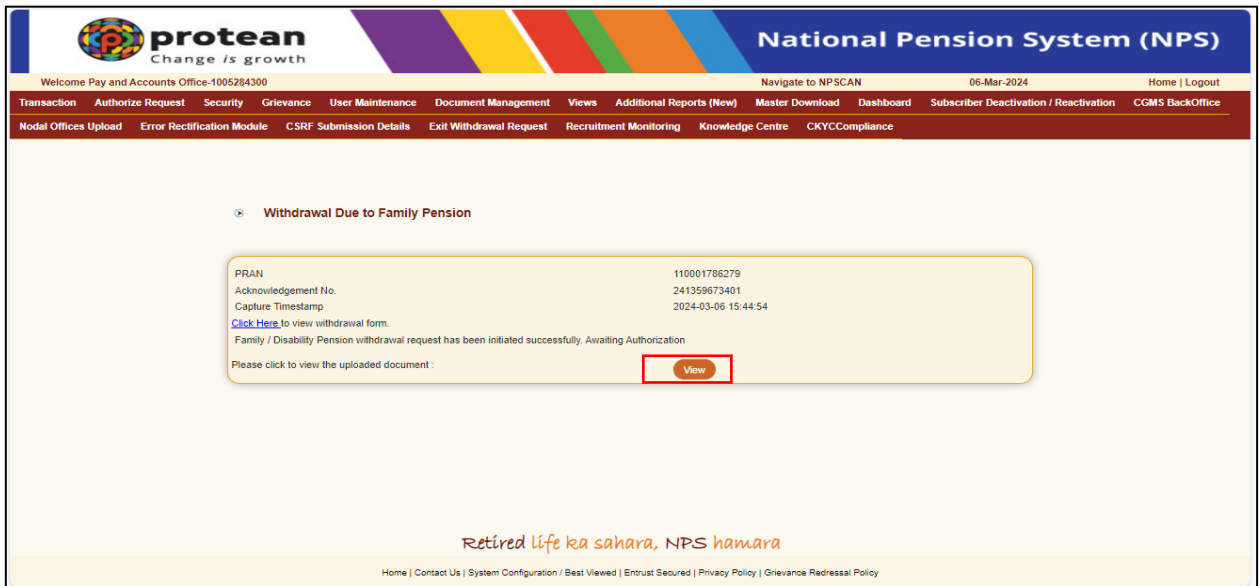 protean
Change is growth
National Pension System (NPS)
Welcome Pay and Accounts Office-1005284300 Navigate to NPSCAN 06-Mar-2024 Home | Logout
Transaction Authorize Request Security Grievance User Maintenance Document Management Views Additional Reports (New) Master Download Dashboard Subscriber Deactivation / Reactivation CGMS BackOffice
Nodal Offices Upload Error Rectification Module CSRF Submission Details Exit Withdrawal Request Recruitment Monitoring Knowledge Centre CKYCCompliance
Withdrawal Due to Family Pension
PRAN 110001786279
Acknowledgement No. 241359673401
Capture Timestamp 2024-03-06 15:44:54
Click Here to view withdrawal form.
Family / Disability Pension withdrawal request has been initiated successfully. Awaiting Authorization
Please click to view the uploaded document : View
Retired life ka sahara, NPS hamara
Home | Contact Us | System Configuration / Best Viewed | Entrust Secured | Privacy Policy | Grievance Redressal Policy